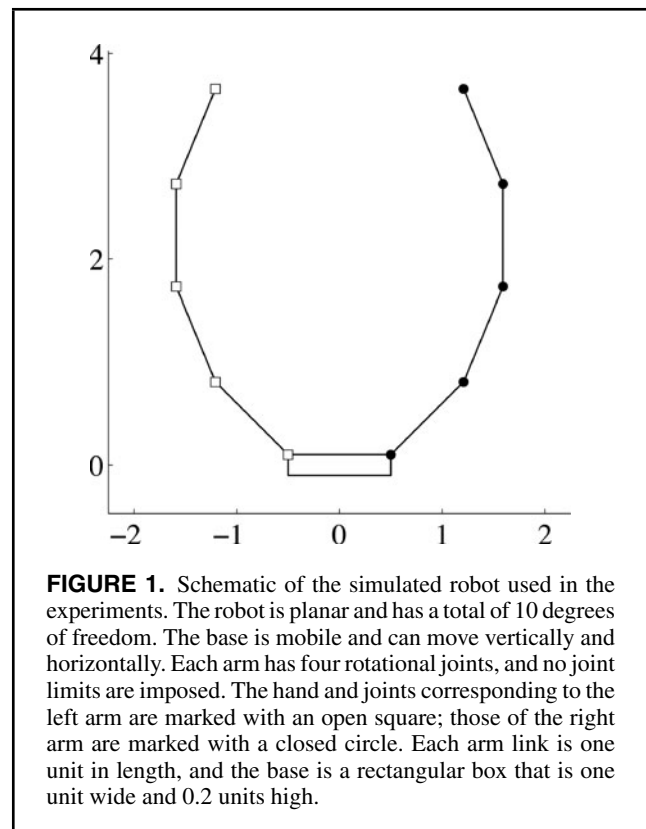 4
2
0
−2 −1 0 1 2
FIGURE 1. Schematic of the simulated robot used in the
experiments. The robot is planar and has a total of 10 degrees
of freedom. The base is mobile and can move vertically and
horizontally. Each arm has four rotational joints, and no joint
limits are imposed. The hand and joints corresponding to the
left arm are marked with an open square; those of the right
arm are marked with a closed circle. Each arm link is one
unit in length, and the base is a rectangular box that is one
unit wide and 0.2 units high.